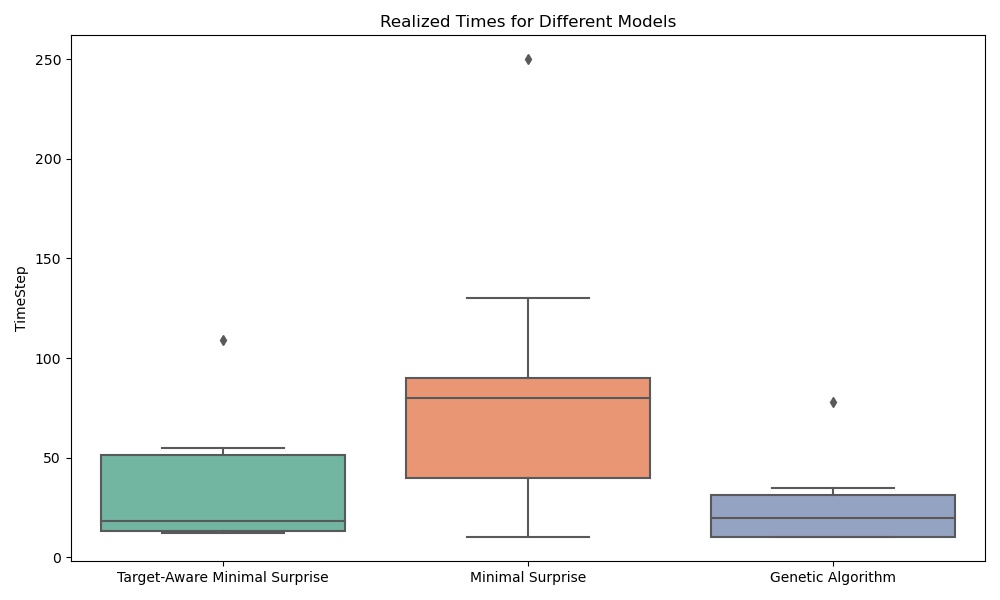 Realized Times for Different Models
TimeStep
250
200
150
100
50
0
Target-Aware Minimal Surprise
Minimal Surprise
Genetic Algorithm